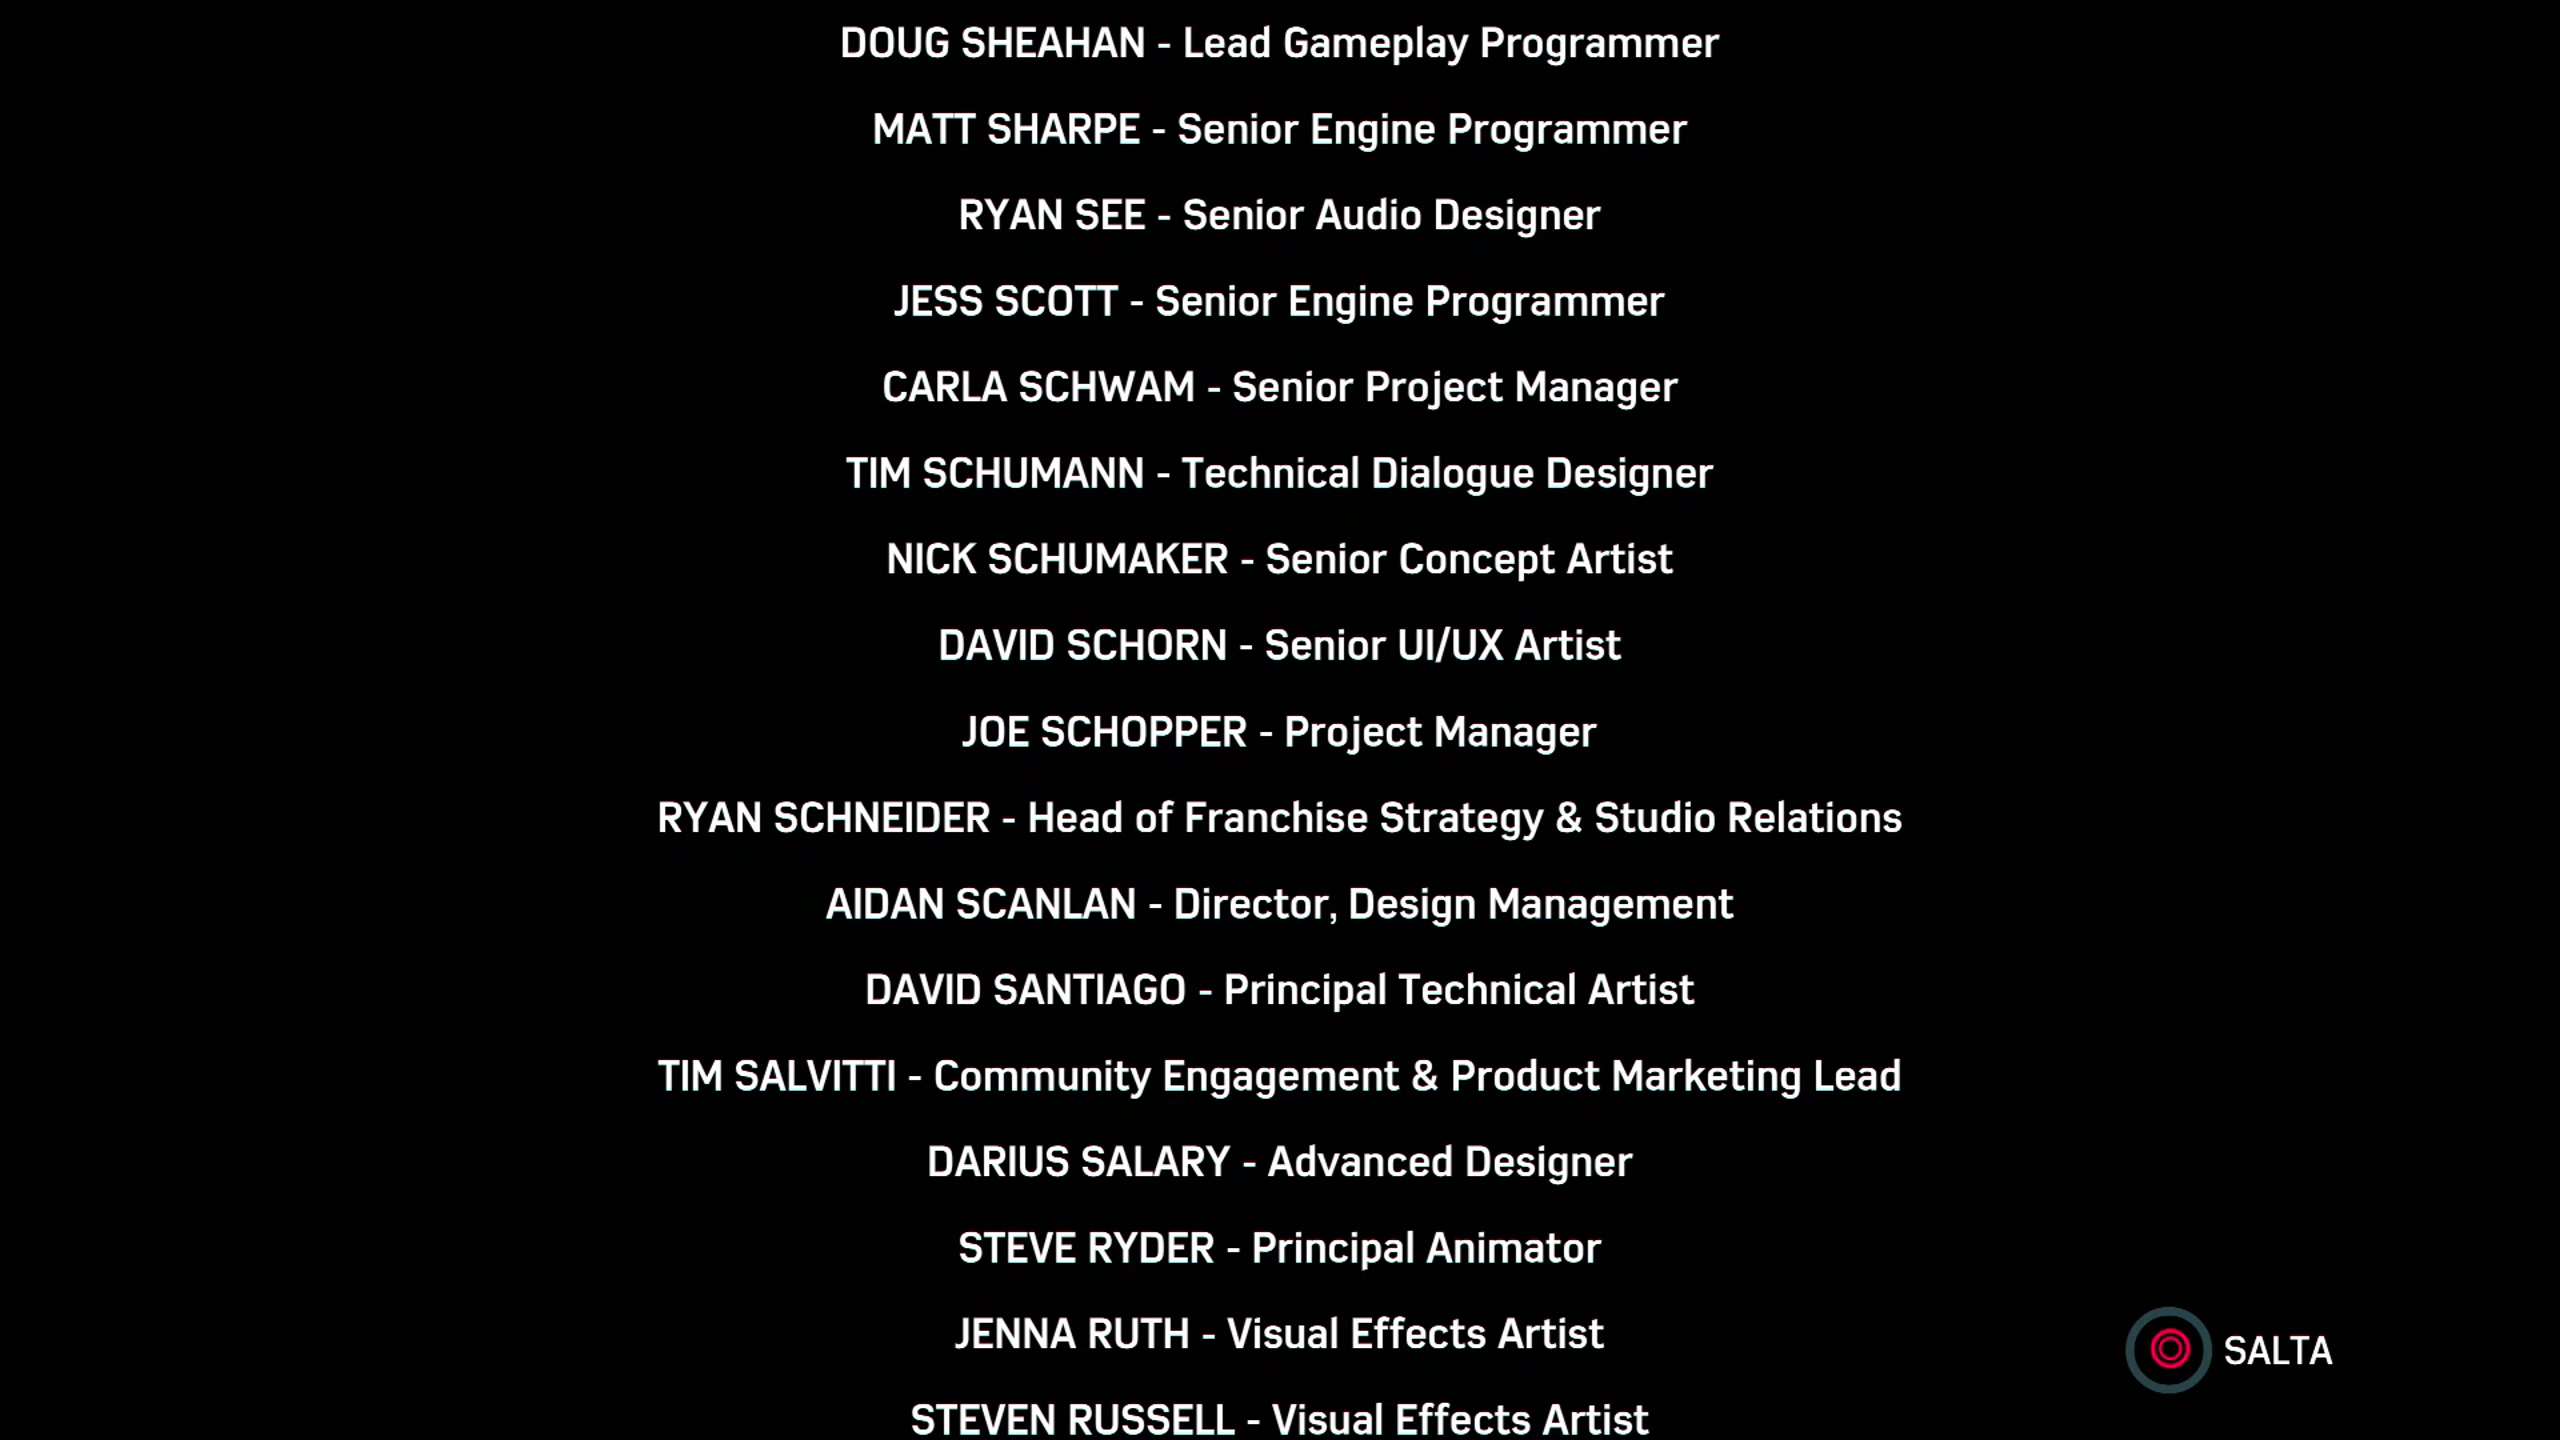 DOUG SHEAHAN - Lead Gameplay Programmer
MATT SHARPE - Senior Engine Programmer
RYAN SEE - Senior Audio Designer
JESS SCOTT - Senior Engine Programmer
CARLA SCHWAM - Senior Project Manager
TIM SCHUMANN - Technical Dialogue Designer
NICK SCHUMAKER - Senior Concept Artist
DAVID SCHORN - Senior UI/UX Artist
JOE SCHOPPER - Project Manager
RYAN SCHNEIDER - Head of Franchise Strategy & Studio Relations
AIDAN SCANLAN - Director, Design Management
DAVID SANTIAGO - Principal Technical Artist
TIM SALVITTI - Community Engagement & Product Marketing Lead
DARIUS SALARY - Advanced Designer
STEVE RYDER - Principal Animator
JENNA RUTH - Visual Effects Artist
SALTA
STEVEN RUSSELL - Visual Effects Artist